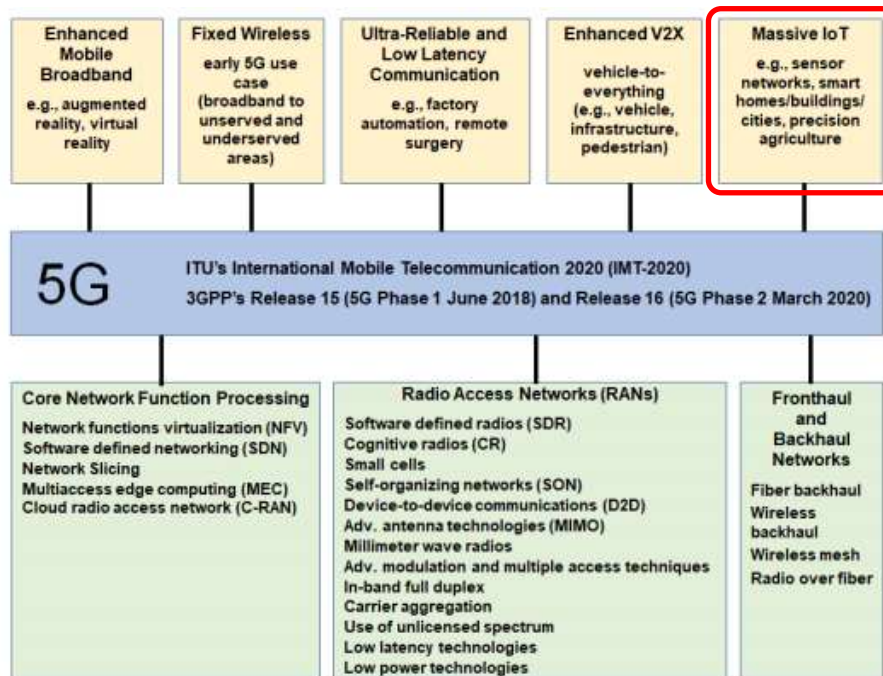 Enhanced
Mobile
Broadband
e.g., augmented
reality, virtual
reality
Fixed Wireless
early 5G use
case
(broadband to
unserved and
underserved
areas)
Ultra-Reliable and
Low Latency
Communication
e.g., factory
automation, remote
surgery
Enhanced V2X
vehicle-to-
everything
(e.g., vehicle,
infrastructure,
pedestrian)
Massive IoT
e.g., sensor
networks, smart
homes/buildings/
cities, precision
agriculture
5G
ITU's International Mobile Telecommunication 2020 (IMT-2020)
3GPP's Release 15 (5G Phase 1 June 2018) and Release 16 (5G Phase 2 March 2020)
Core Network Function Processing
Network functions virtualization (NFV)
Software defined networking (SDN)
Network Slicing
Multiaccess edge computing (MEC)
Cloud radio access network (C-RAN)
Radio Access Networks (RANs)
Software defined radios (SDR)
Cognitive radios (CR)
Small cells
Self-organizing networks (SON)
Device-to-device communications (D2D)
Adv. antenna technologies (MIMO)
Millimeter wave radios
Adv. modulation and multiple access techniques
In-band full duplex
Carrier aggregation
Use of unlicensed spectrum
Low latency technologies
Low power technologies
Fronthaul
and
Backhaul
Networks
Fiber backhaul
Wireless
backhaul
Wireless mesh
Radio over fiber